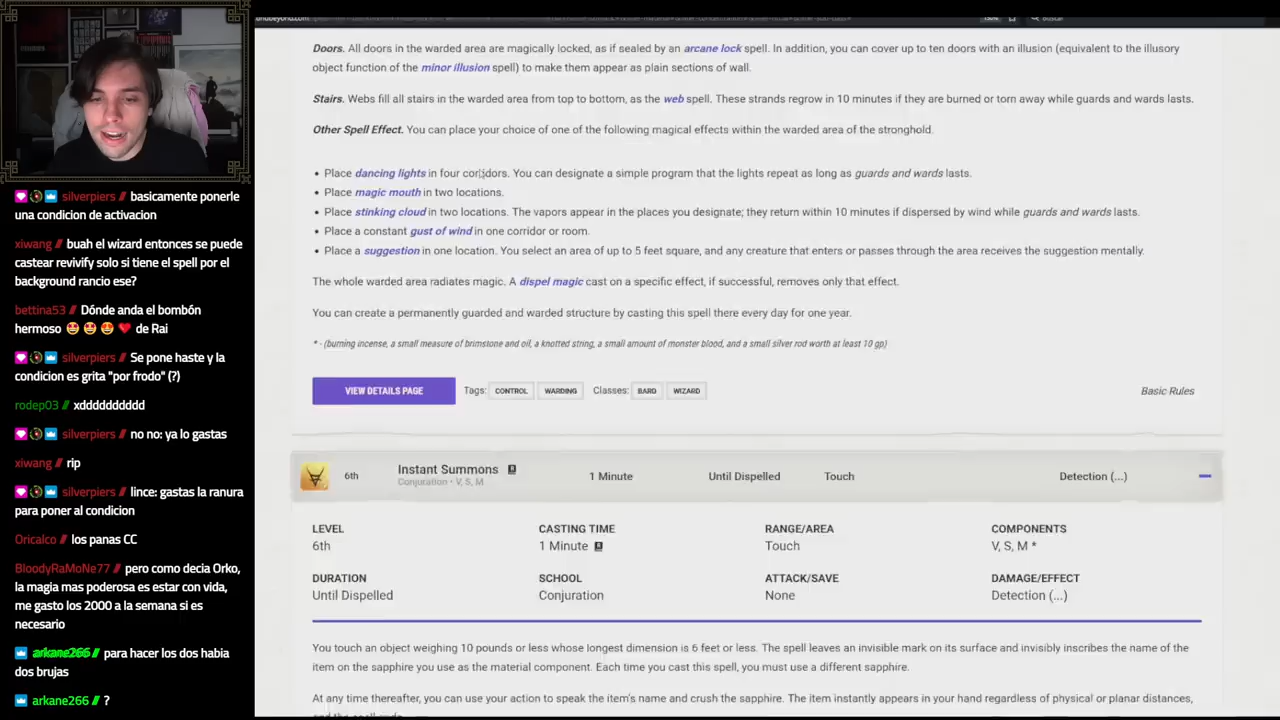 Buscar
Doors. All doors in the warded area are magically locked, as if sealed by an arcane lock spell. In addition, you can cover up to ten doors with an illusion (equivalent to the illusory
object function of the minor illusion spell) to make them appear as plain sections of wall.
Stairs. Webs fill all stairs in the warded area from top to bottom, as the web spell. These strands regrow in 10 minutes if they are burned or torn away while guards and wards lasts.
Other Spell Effect. You can place your choice of one of the following magical effects within the warded area of the stronghold.
• Place dancing lights in four corridors. You can designate a simple program that the lights repeat as long as guards and wards lasts.
• Place magic mouth in two locations.
• Place stinking cloud in two locations. The vapors appear in the places you designate; they return within 10 minutes if dispersed by wind while guards and wards lasts.
• Place a constant gust of wind in one corridor or room.
• Place a suggestion in one location. You select an area of up to 5 feet square, and any creature that enters or passes through the area receives the suggestion mentally.
The whole warded area radiates magic. A dispel magic cast on a specific effect, if successful, removes only that effect.
You can create a permanently guarded and warded structure by casting this spell there every day for one year.
* - (burning incense, a small measure of brimstone and oil, a knotted string, a small amount of monster blood, and a small silver rod worth at least 10 gp)
VIEW DETAILS PAGE Tags: CONTROL WARDING Classes: BARD WIZARD Basic Rules
6th Instant Summons 1 Minute Until Dispelled Touch Detection (...)
Conjuration • V, S, M
LEVEL CASTING TIME RANGE/AREA COMPONENTS
6th 1 Minute Touch V, S, M *
DURATION SCHOOL ATTACK/SAVE DAMAGE/EFFECT
Until Dispelled Conjuration None Detection (...)
You touch an object weighing 10 pounds or less whose longest dimension is 6 feet or less. The spell leaves an invisible mark on its surface and invisibly inscribes the name of the
item on the sapphire you use as the material component. Each time you cast this spell, you must use a different sapphire.
At any time thereafter, you can use your action to speak the item's name and crush the sapphire. The item instantly appears in your hand regardless of physical or planar distances,
silverpiers // basicamente ponerle
una condicion de activacion
xiwang // buah el wizard entonces se puede
castear revivify solo si tiene el spell por el
background rancio ese?
bettina53 // Dónde anda el bombón
hermoso 😍 😍 😍 ❤️ de Rai
silverpiers // Se pone haste y la
condicion es grita "por frodo" (?)
rodep03 // xdddddddddd
silverpiers // no no: ya lo gastas
xiwang // rip
silverpiers // lince: gastas la ranura
para poner al condicion
Oricalco // los panas CC
BloodyRaMoNe77 // pero como decia Orko,
la magia mas poderosa es estar con vida,
me gasto los 2000 a la semana si es
necesario
arkane266 // para hacer los dos habia
dos brujas
arkane266 // ?